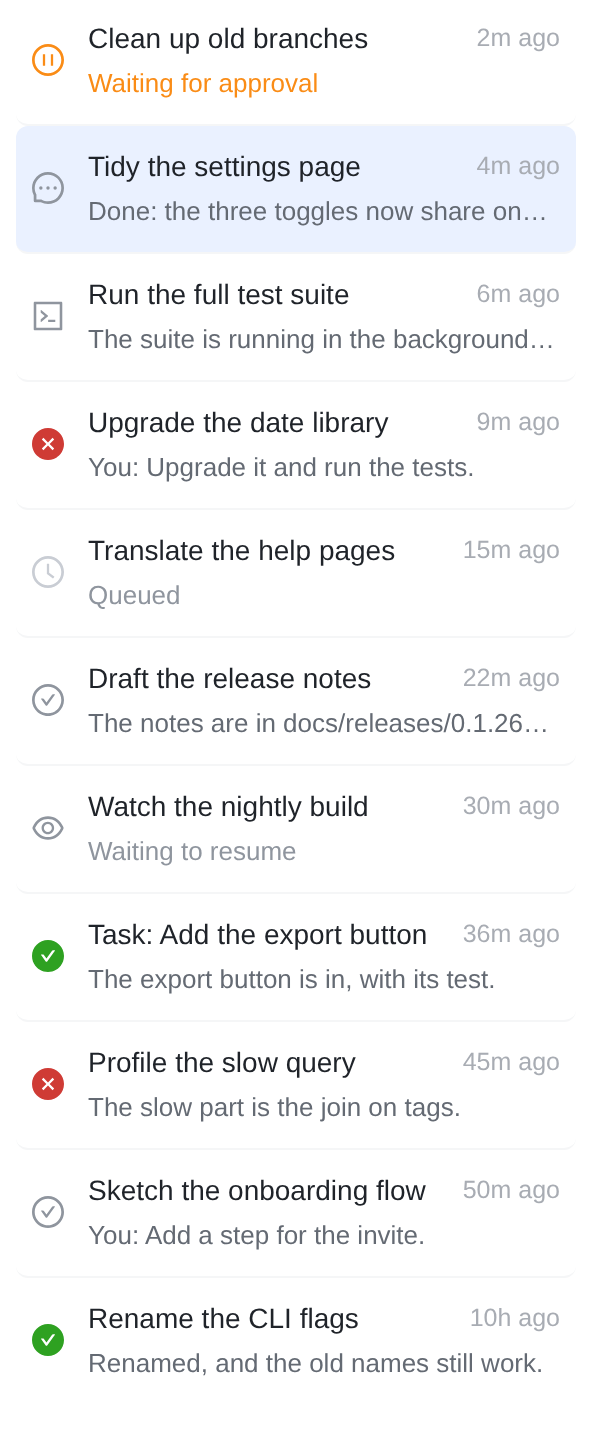 Clean up old branches 2m ago
Waiting for approval
Tidy the settings page 4m ago
Done: the three toggles now share on…
Run the full test suite 6m ago
The suite is running in the background…
Upgrade the date library 9m ago
You: Upgrade it and run the tests.
Translate the help pages 15m ago
Queued
Draft the release notes 22m ago
The notes are in docs/releases/0.1.26…
Watch the nightly build 30m ago
Waiting to resume
Task: Add the export button 36m ago
The export button is in, with its test.
Profile the slow query 45m ago
The slow part is the join on tags.
Sketch the onboarding flow 50m ago
You: Add a step for the invite.
Rename the CLI flags 10h ago
Renamed, and the old names still work.